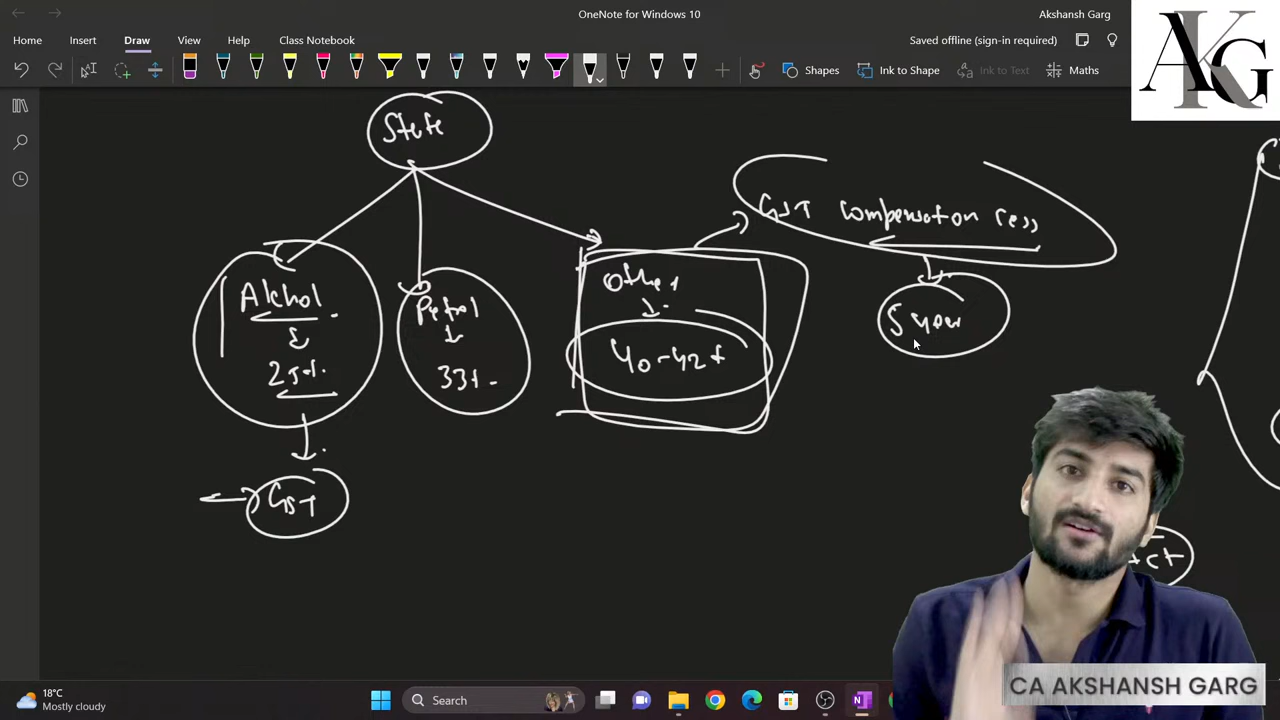 OneNote for Windows 10
Akshansh Garg
Home Insert Draw View Help Class Notebook
Saved offline (sign-in required)
Shapes
Ink to Shape
Ink to Text
Maths
AKG
State
GST Compensation cess
5 year
Alchol
25%.
Petrol
33%
Other
40-42%
GST
CA AKSHANSH GARG
18°C
Mostly cloudy
Search